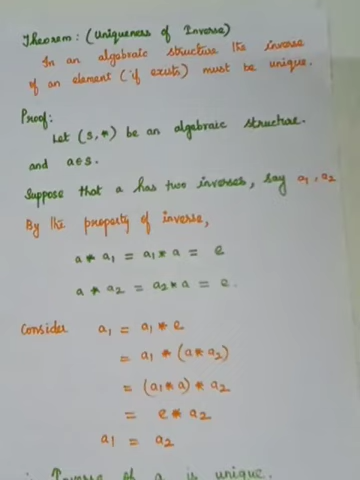 Theorem: (Uniqueness of Inverse)
In an algebraic structure the inverse
of an element (if exists) must be unique.
Proof:
Let (S, *) be an algebraic structure.
and a∈S.
Suppose that a has two inverses, say a₁, a₂
By the property of inverse,
a * a₁ = a₁ * a = e
a * a₂ = a₂ * a = e.
Consider a₁ = a₁ * e
= a₁ * (a * a₂)
= (a₁ * a) * a₂
= e * a₂
a₁ = a₂
∴ Inverse of a is unique.